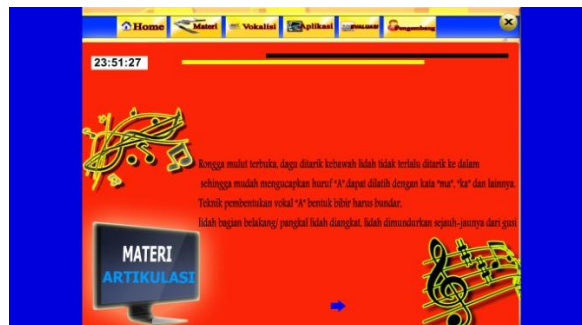 Home Materi Vokalisi Aplikasi EVALUASI Pengembang
23:51:27
Rongga mulut terbuka, dagu ditarik kebawah lidah tidak terlalu ditarik ke dalam
sehingga mudah mengucapkan huruf "A" dapat dilatih dengan kata "ma", "ka" dan lainnya.
Teknik pembentukan vokal "A" bentuk bibir harus bundar.
lidah bagian belakang/ pangkal lidah diangkat, lidah dimundurkan sejauh-jaunya dari gusi
MATERI
ARTIKULASI